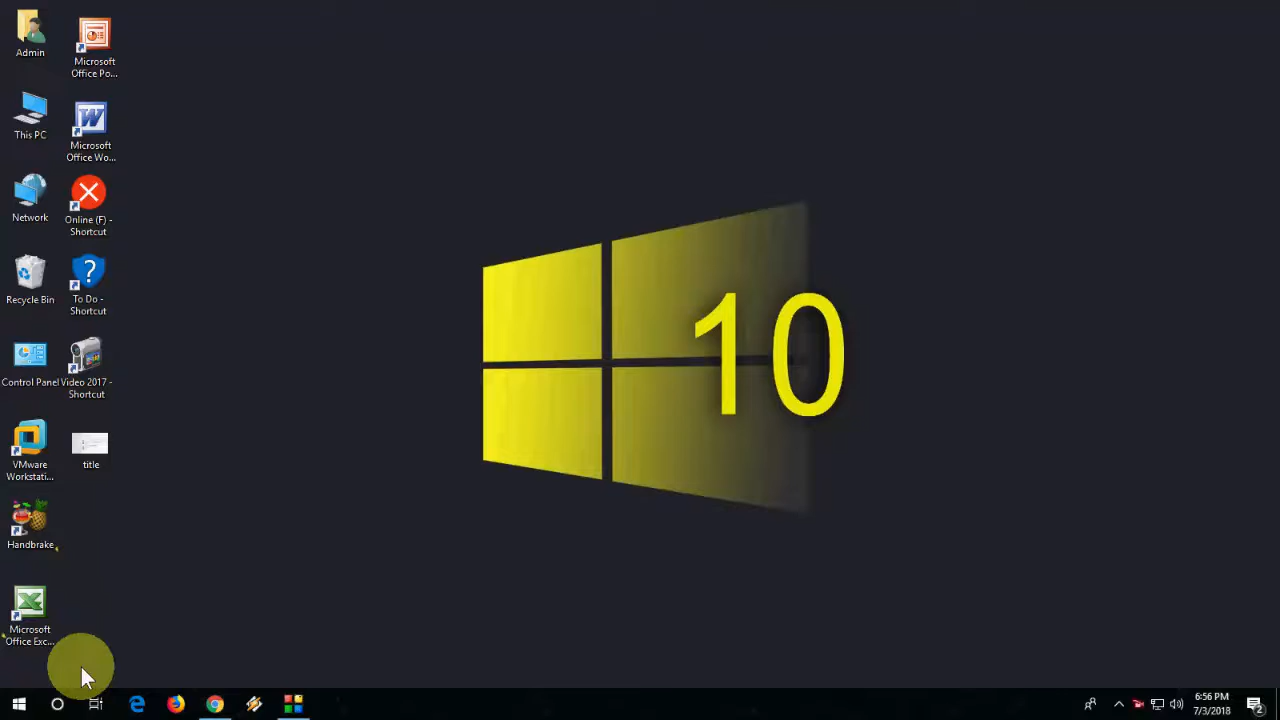 Admin
Microsoft
Office Po...
This PC
Microsoft
Office Wo...
Network
Online (F) -
Shortcut
Recycle Bin
To Do -
Shortcut
Control Panel
Video 2017 -
Shortcut
VMware
Workstati...
title
Handbrake
Microsoft
Office Exc...
10
6:56 PM
7/3/2018
2